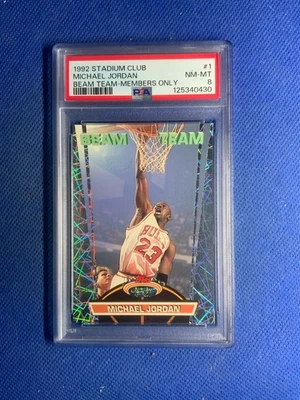 1992 STADIUM CLUB #1
MICHAEL JORDAN NM-MT
BEAM TEAM-MEMBERS ONLY 8
PSA 125340430
BEAM TEAM
BULLS
23
MICHAEL JORDAN